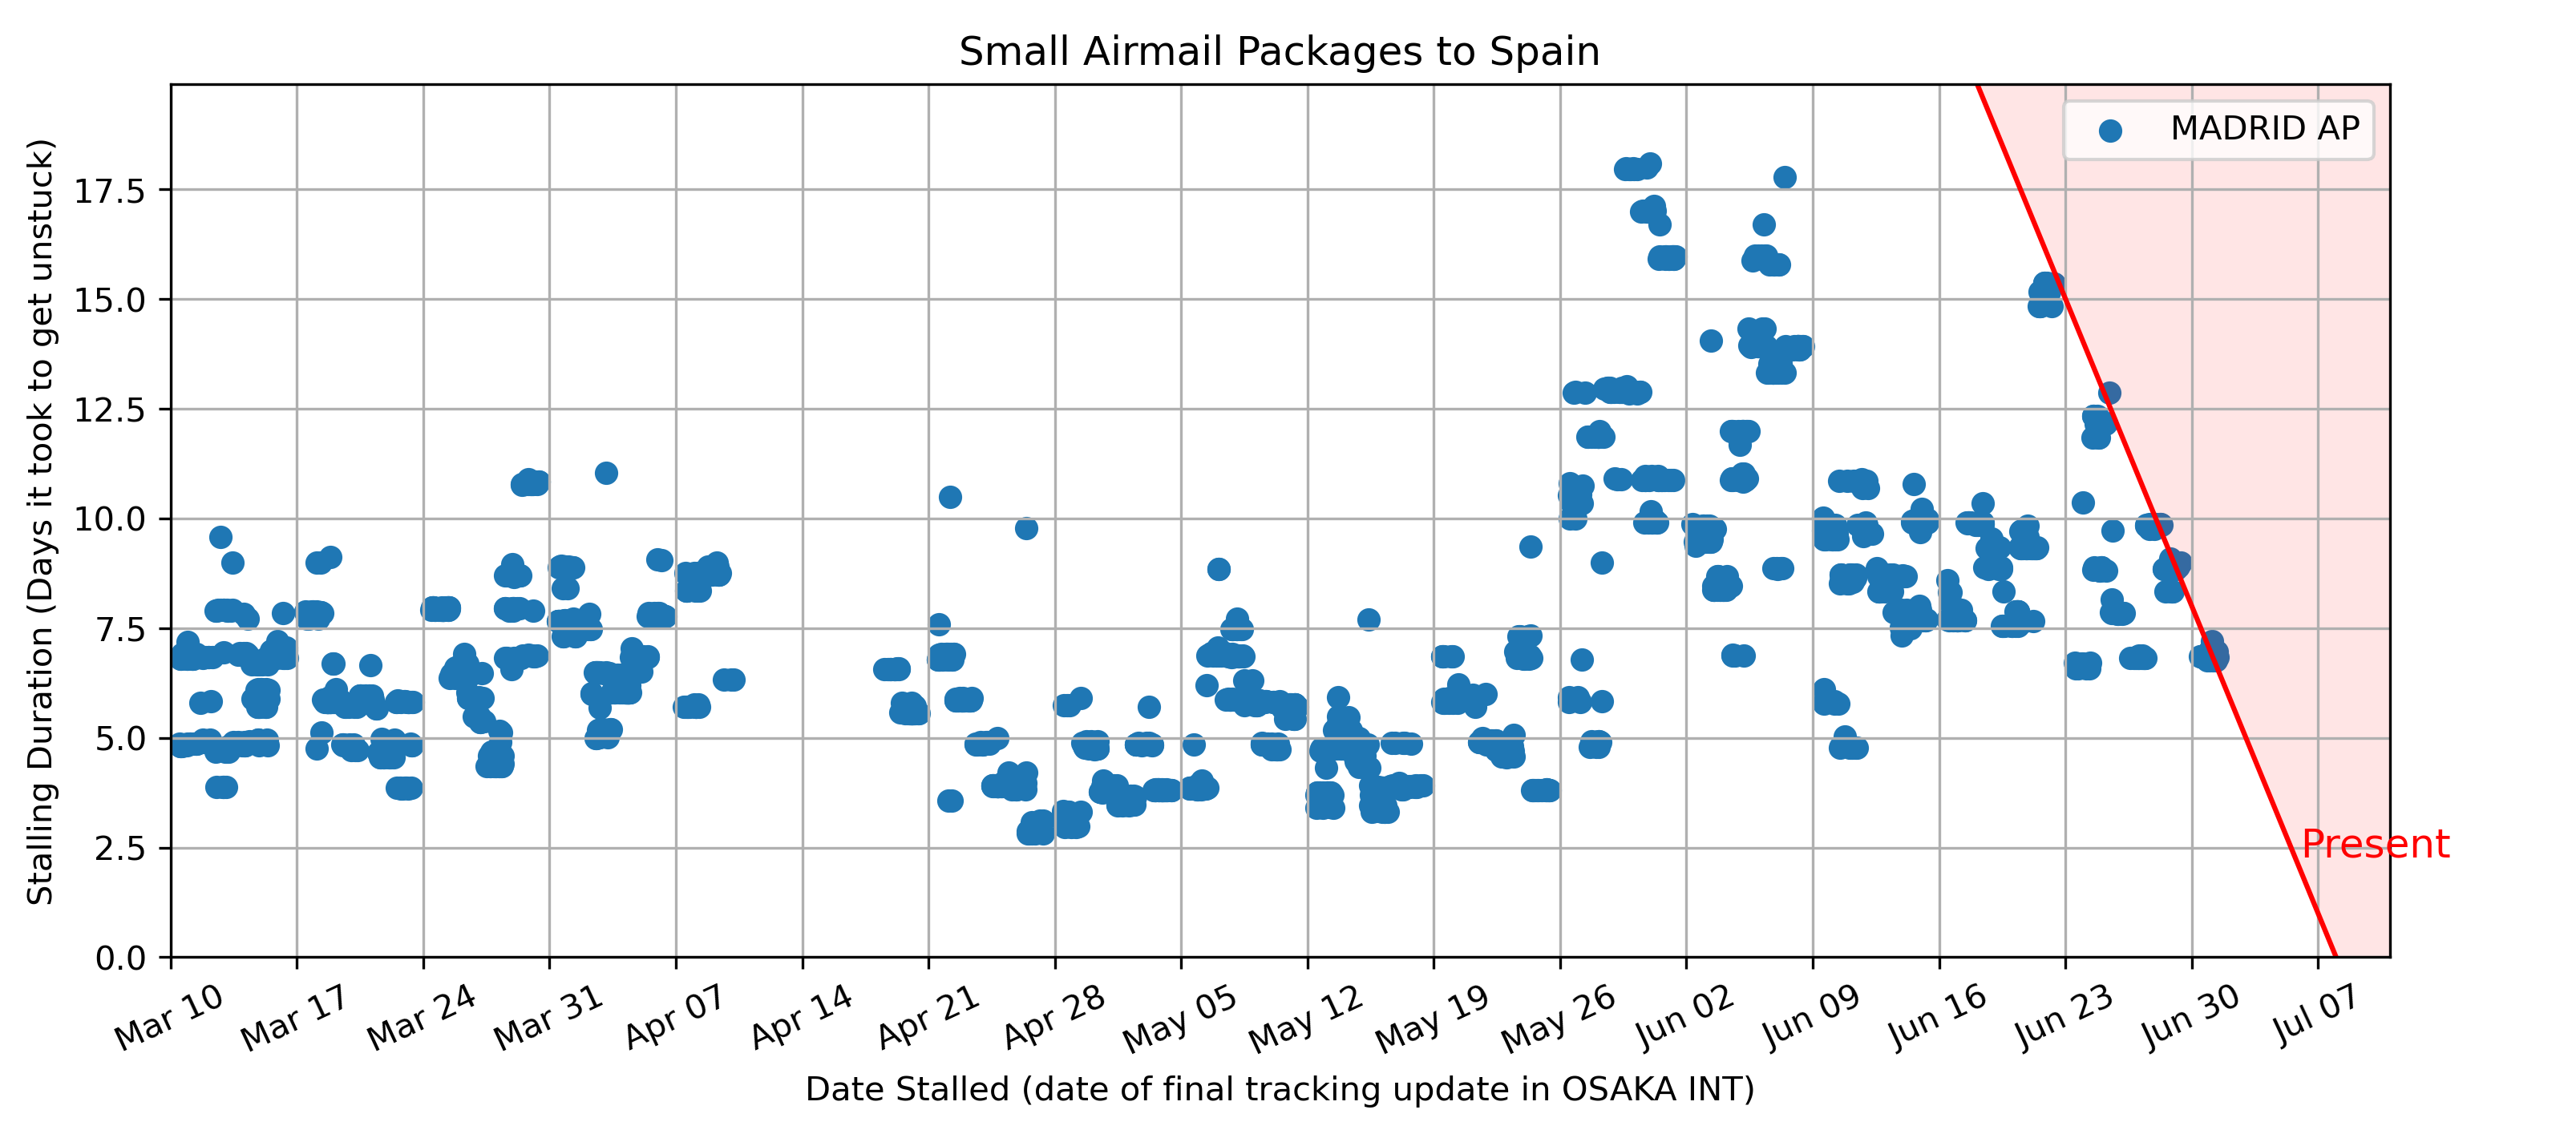 Small Airmail Packages to Spain
MADRID AP
Stalling Duration (Days it took to get unstuck)
17.5
15.0
12.5
10.0
7.5
5.0
2.5
0.0
Present
Mar 10 Mar 17 Mar 24 Mar 31 Apr 07 Apr 14 Apr 21 Apr 28 May 05 May 12 May 19 May 26 Jun 02 Jun 09 Jun 16 Jun 23 Jun 30 Jul 07
Date Stalled (date of final tracking update in OSAKA INT)